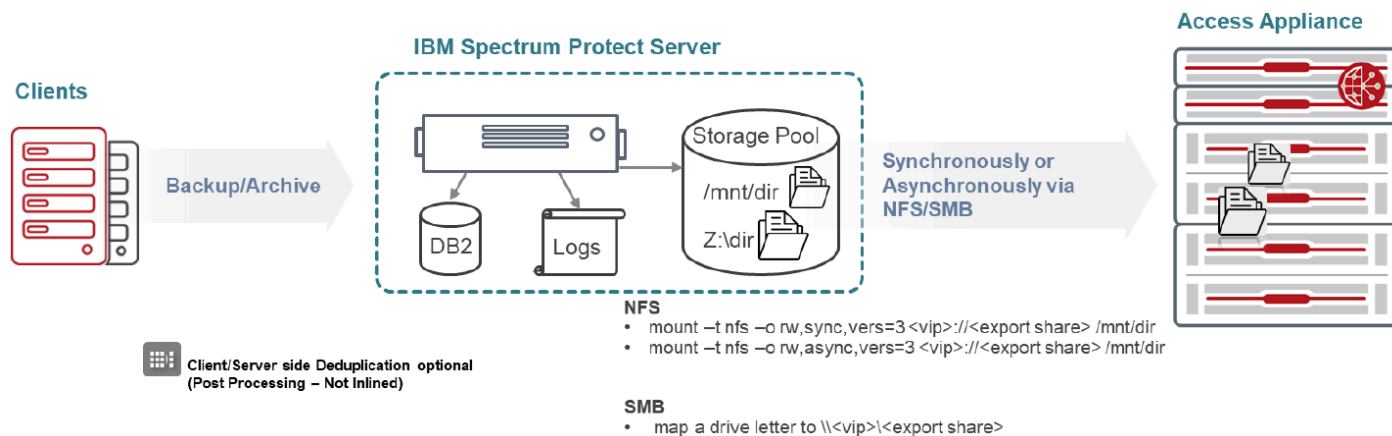 Access Appliance
IBM Spectrum Protect Server
Clients
Backup/Archive
Storage Pool
/mnt/dir
Z:\dir
DB2
Logs
Synchronously or
Asynchronously via
NFS/SMB
NFS
• mount –t nfs –o rw,sync,vers=3 <vip>://<export share> /mnt/dir
• mount –t nfs –o rw,async,vers=3 <vip>://<export share> /mnt/dir
Client/Server side Deduplication optional
(Post Processing – Not Inlined)
SMB
• map a drive letter to \\<vip>\<export share>